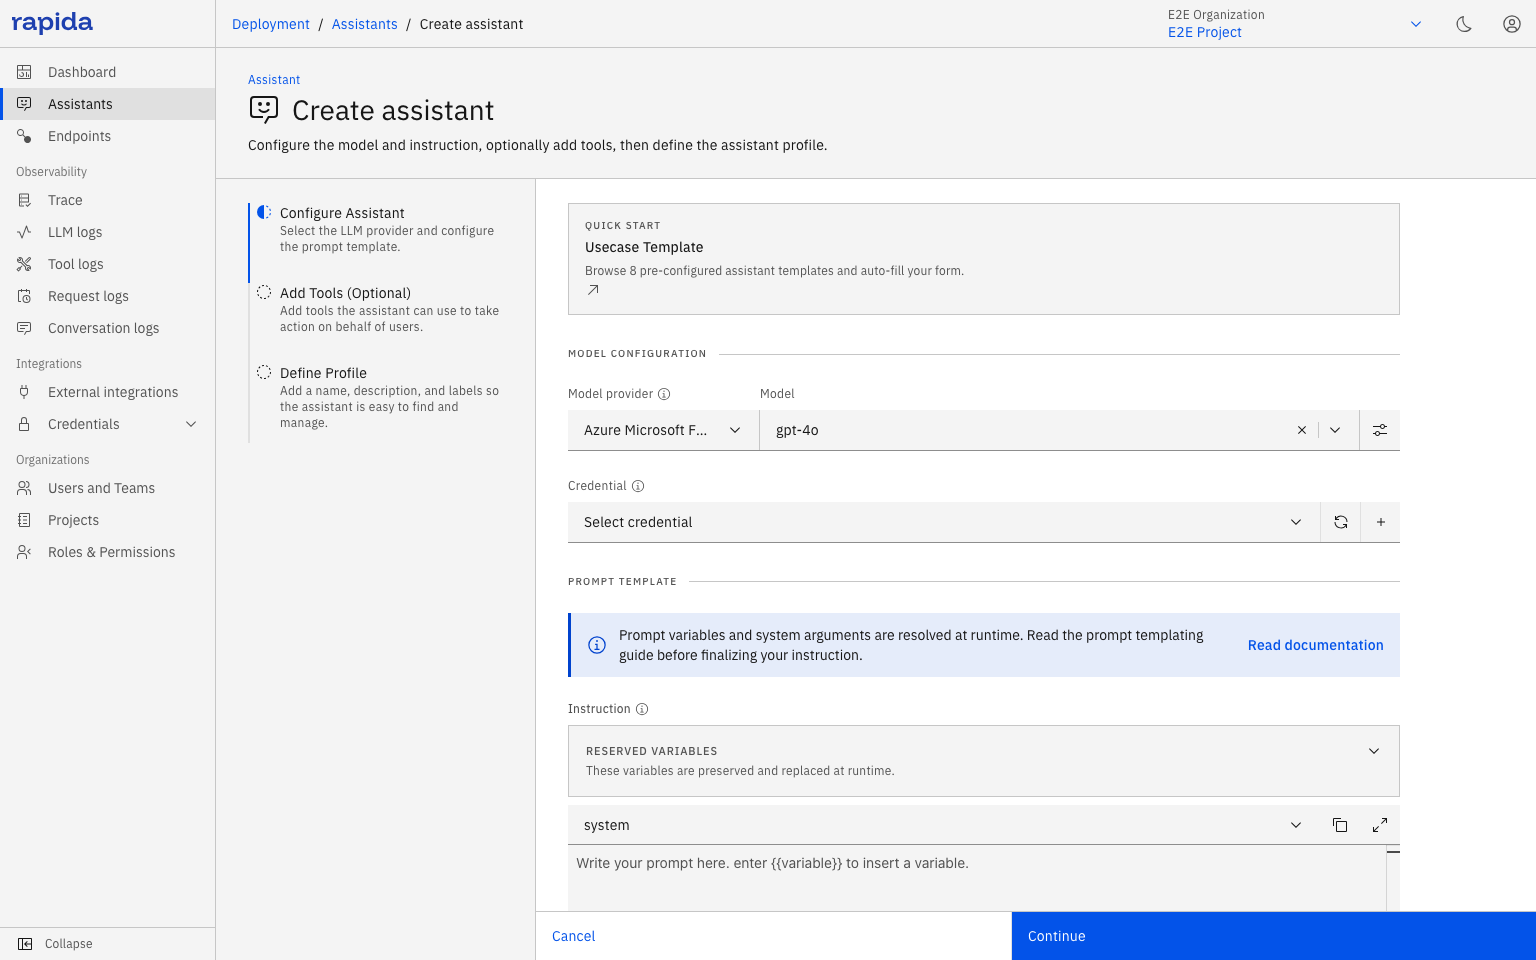 rapida
Deployment / Assistants / Create assistant
E2E Organization
E2E Project
Dashboard
Assistants
Endpoints
Observability
Trace
LLM logs
Tool logs
Request logs
Conversation logs
Integrations
External integrations
Credentials
Organizations
Users and Teams
Projects
Roles & Permissions
Collapse
Assistant
Create assistant
Configure the model and instruction, optionally add tools, then define the assistant profile.
Configure Assistant
Select the LLM provider and configure
the prompt template.
Add Tools (Optional)
Add tools the assistant can use to take
action on behalf of users.
Define Profile
Add a name, description, and labels so
the assistant is easy to find and
manage.
QUICK START
Usecase Template
Browse 8 pre-configured assistant templates and auto-fill your form.
MODEL CONFIGURATION
Model provider Model
Azure Microsoft F... gpt-4o
Credential
Select credential
PROMPT TEMPLATE
Prompt variables and system arguments are resolved at runtime. Read the prompt templating
guide before finalizing your instruction.
Read documentation
Instruction
RESERVED VARIABLES
These variables are preserved and replaced at runtime.
system
Write your prompt here. enter {{variable}} to insert a variable.
Cancel
Continue